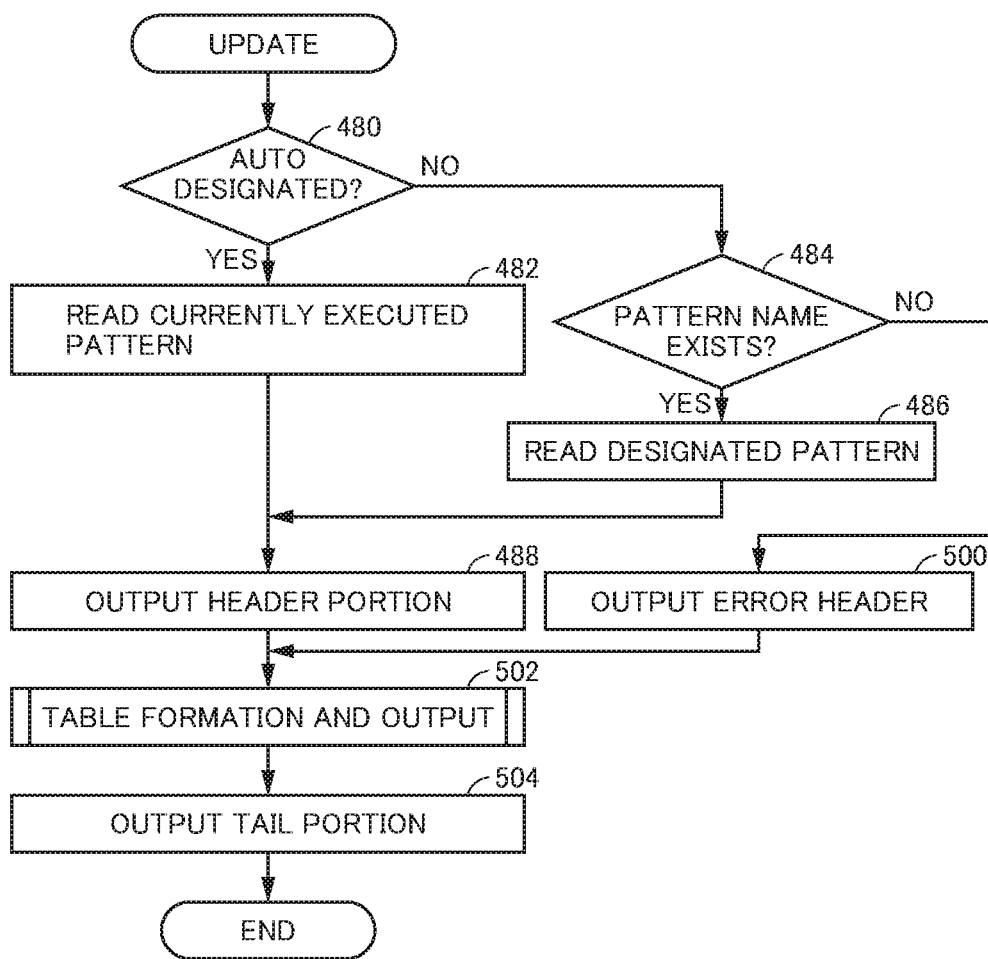 UPDATE
480
AUTO
DESIGNATED?
NO
YES
482
READ CURRENTLY EXECUTED
PATTERN
484
PATTERN NAME
EXISTS?
NO
YES
486
READ DESIGNATED PATTERN
488
OUTPUT HEADER PORTION
500
OUTPUT ERROR HEADER
502
TABLE FORMATION AND OUTPUT
504
OUTPUT TAIL PORTION
END